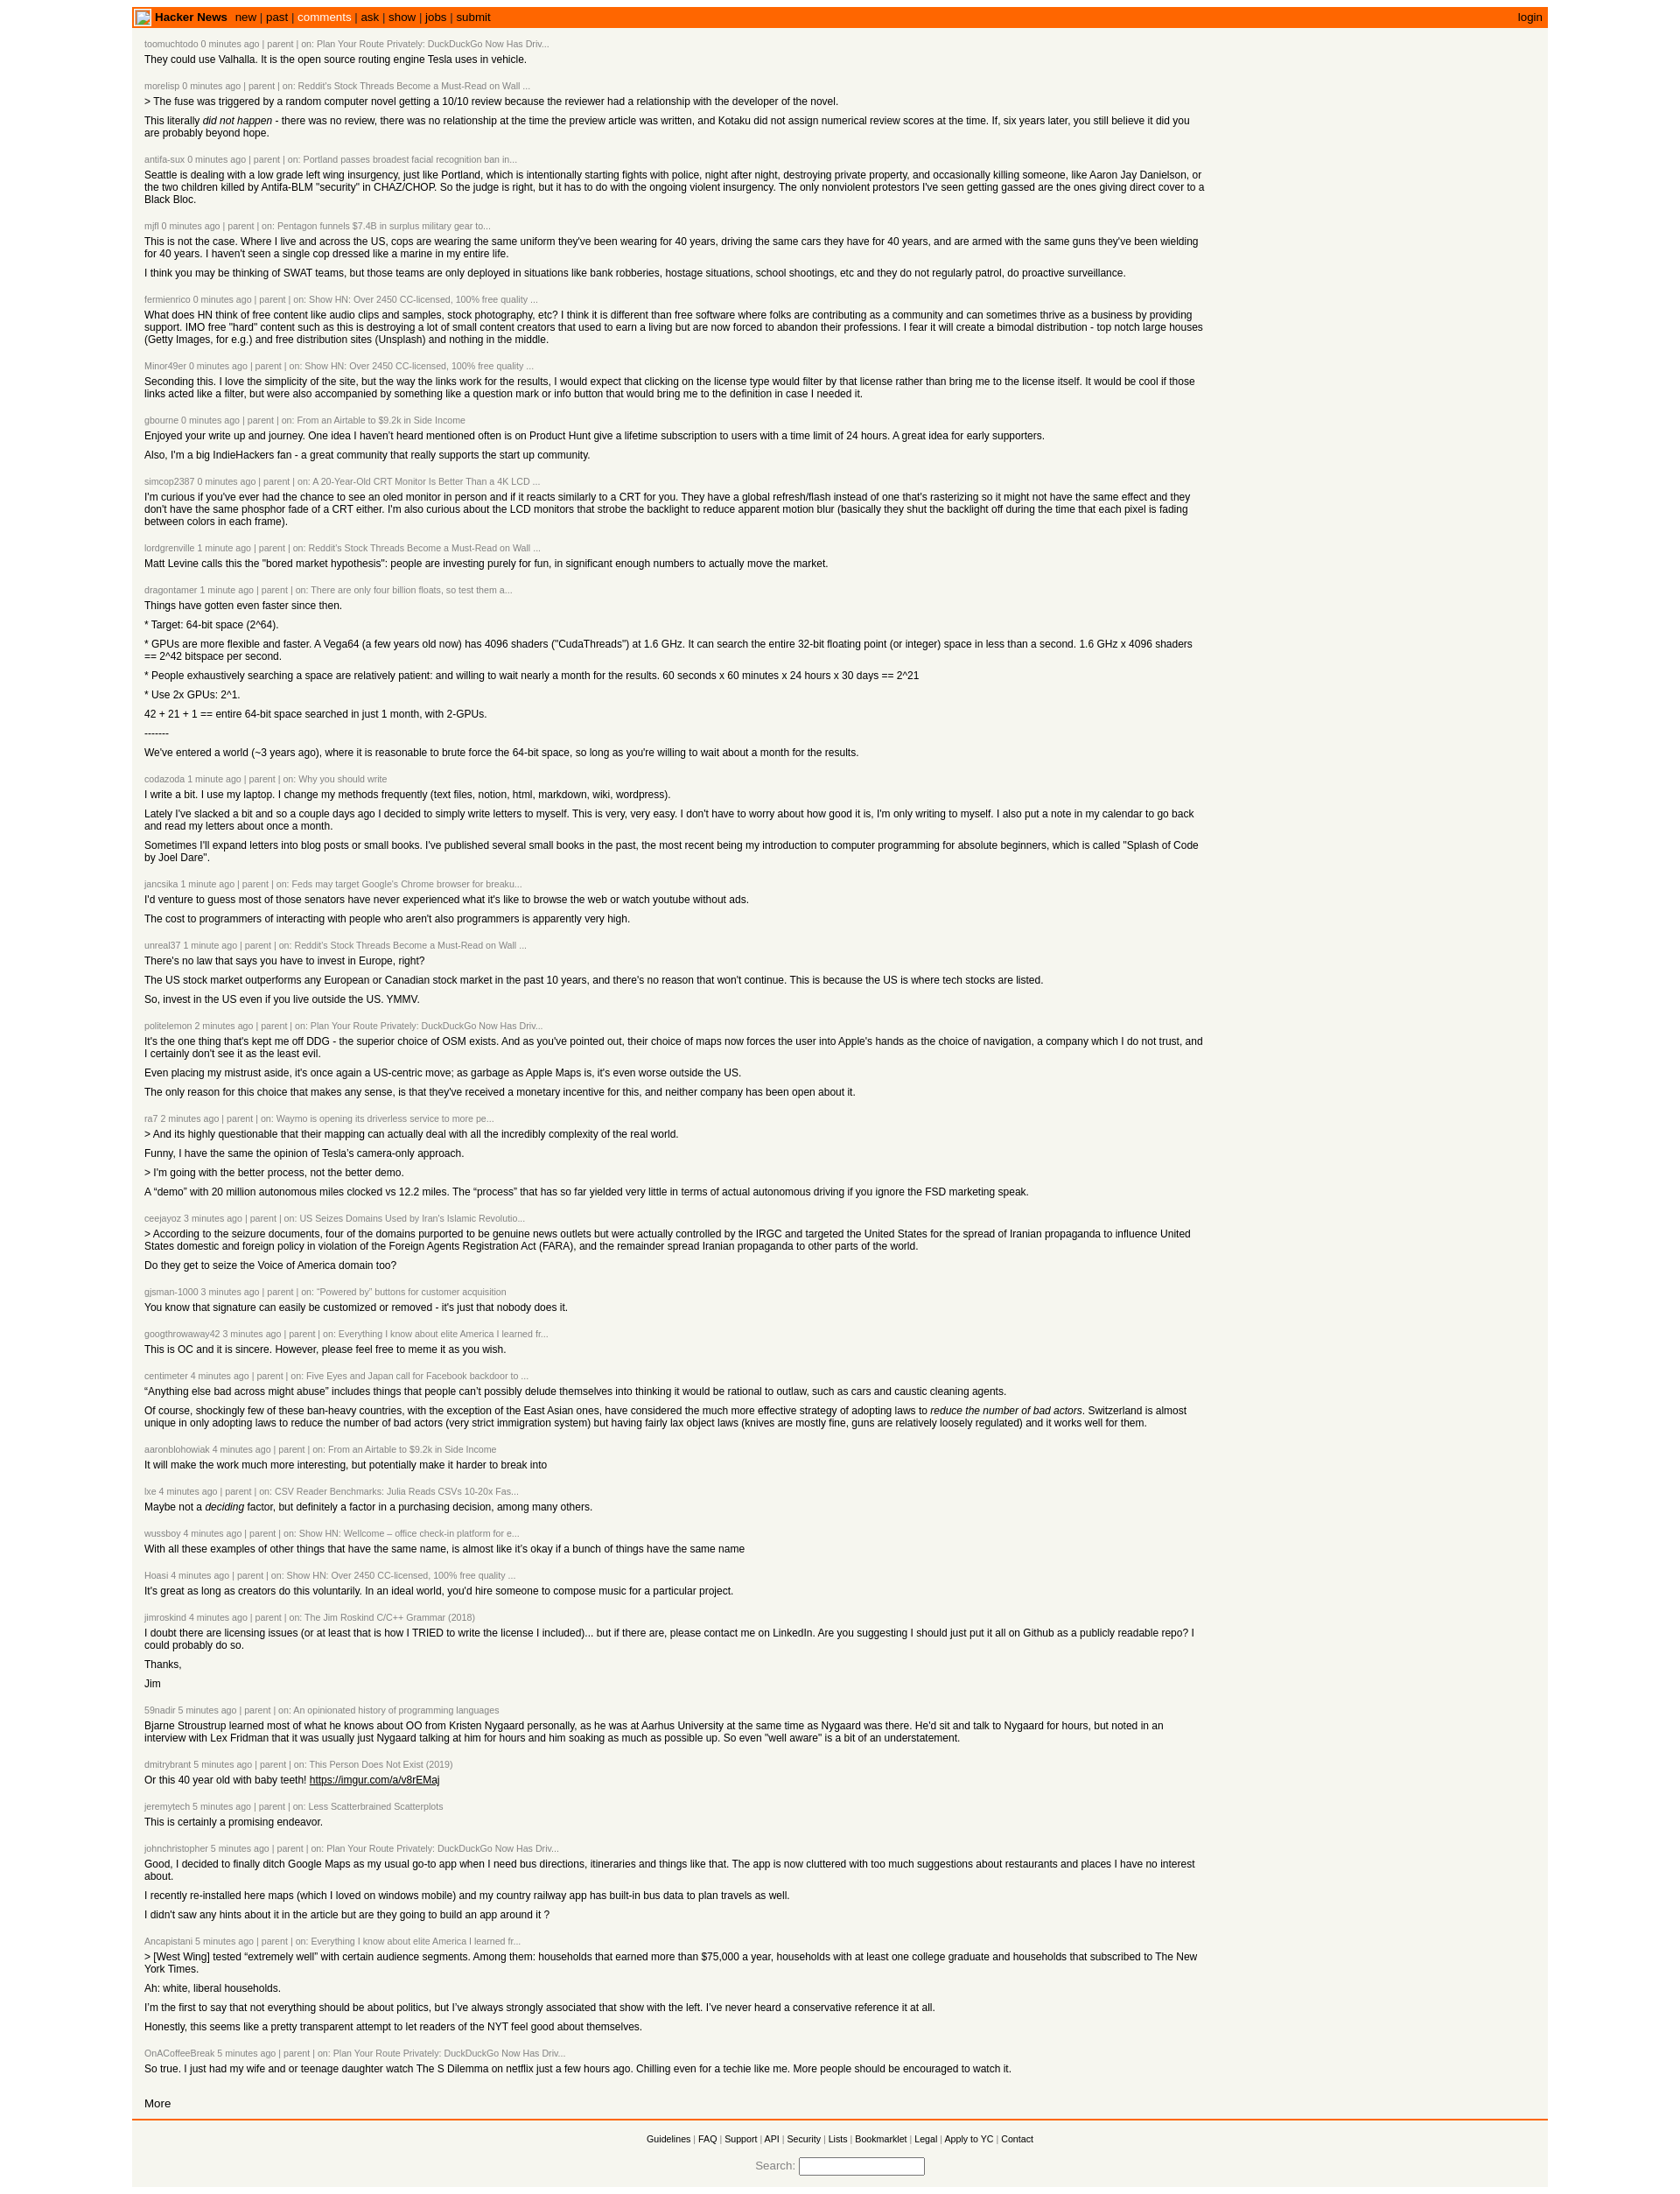 Hacker News new | past | comments | ask | show | jobs | submit login
toomuchtodo 0 minutes ago | parent | on: Plan Your Route Privately: DuckDuckGo Now Has Driv...
They could use Valhalla. It is the open source routing engine Tesla uses in vehicle.
morelisp 0 minutes ago | parent | on: Reddit's Stock Threads Become a Must-Read on Wall ...
> The fuse was triggered by a random computer novel getting a 10/10 review because the reviewer had a relationship with the developer of the novel.
This literally did not happen - there was no review, there was no relationship at the time the preview article was written, and Kotaku did not assign numerical review scores at the time. If, six years later, you still believe it did you
are probably beyond hope.
antifa-sux 0 minutes ago | parent | on: Portland passes broadest facial recognition ban in...
Seattle is dealing with a low grade left wing insurgency, just like Portland, which is intentionally starting fights with police, night after night, destroying private property, and occasionally killing someone, like Aaron Jay Danielson, or
the two children killed by Antifa-BLM "security" in CHAZ/CHOP. So the judge is right, but it has to do with the ongoing violent insurgency. The only nonviolent protestors I've seen getting gassed are the ones giving direct cover to a
Black Bloc.
mjfl 0 minutes ago | parent | on: Pentagon funnels $7.4B in surplus military gear to...
This is not the case. Where I live and across the US, cops are wearing the same uniform they've been wearing for 40 years, driving the same cars they have for 40 years, and are armed with the same guns they've been wielding
for 40 years. I haven't seen a single cop dressed like a marine in my entire life.
I think you may be thinking of SWAT teams, but those teams are only deployed in situations like bank robberies, hostage situations, school shootings, etc and they do not regularly patrol, do proactive surveillance.
fermienrico 0 minutes ago | parent | on: Show HN: Over 2450 CC-licensed, 100% free quality ...
What does HN think of free content like audio clips and samples, stock photography, etc? I think it is different than free software where folks are contributing as a community and can sometimes thrive as a business by providing
support. IMO free "hard" content such as this is destroying a lot of small content creators that used to earn a living but are now forced to abandon their professions. I fear it will create a bimodal distribution - top notch large houses
(Getty Images, for e.g.) and free distribution sites (Unsplash) and nothing in the middle.
Minor49er 0 minutes ago | parent | on: Show HN: Over 2450 CC-licensed, 100% free quality ...
Seconding this. I love the simplicity of the site, but the way the links work for the results, I would expect that clicking on the license type would filter by that license rather than bring me to the license itself. It would be cool if those
links acted like a filter, but were also accompanied by something like a question mark or info button that would bring me to the definition in case I needed it.
gbourne 0 minutes ago | parent | on: From an Airtable to $9.2k in Side Income
Enjoyed your write up and journey. One idea I haven't heard mentioned often is on Product Hunt give a lifetime subscription to users with a time limit of 24 hours. A great idea for early supporters.
Also, I'm a big IndieHackers fan - a great community that really supports the start up community.
simcop2387 0 minutes ago | parent | on: A 20-Year-Old CRT Monitor Is Better Than a 4K LCD ...
I'm curious if you've ever had the chance to see an oled monitor in person and if it reacts similarly to a CRT for you. They have a global refresh/flash instead of one that's rasterizing so it might not have the same effect and they
don't have the same phosphor fade of a CRT either. I'm also curious about the LCD monitors that strobe the backlight to reduce apparent motion blur (basically they shut the backlight off during the time that each pixel is fading
between colors in each frame).
lordgrenville 1 minute ago | parent | on: Reddit's Stock Threads Become a Must-Read on Wall ...
Matt Levine calls this the "bored market hypothesis": people are investing purely for fun, in significant enough numbers to actually move the market.
dragontamer 1 minute ago | parent | on: There are only four billion floats, so test them a...
Things have gotten even faster since then.
* Target: 64-bit space (2^64).
* GPUs are more flexible and faster. A Vega64 (a few years old now) has 4096 shaders ("CudaThreads") at 1.6 GHz. It can search the entire 32-bit floating point (or integer) space in less than a second. 1.6 GHz x 4096 shaders
== 2^42 bitspace per second.
* People exhaustively searching a space are relatively patient: and willing to wait nearly a month for the results. 60 seconds x 60 minutes x 24 hours x 30 days == 2^21
* Use 2x GPUs: 2^1.
42 + 21 + 1 == entire 64-bit space searched in just 1 month, with 2-GPUs.
-------
We've entered a world (~3 years ago), where it is reasonable to brute force the 64-bit space, so long as you're willing to wait about a month for the results.
codazoda 1 minute ago | parent | on: Why you should write
I write a bit. I use my laptop. I change my methods frequently (text files, notion, html, markdown, wiki, wordpress).
Lately I've slacked a bit and so a couple days ago I decided to simply write letters to myself. This is very, very easy. I don't have to worry about how good it is, I'm only writing to myself. I also put a note in my calendar to go back
and read my letters about once a month.
Sometimes I'll expand letters into blog posts or small books. I've published several small books in the past, the most recent being my introduction to computer programming for absolute beginners, which is called "Splash of Code
by Joel Dare".
jancsika 1 minute ago | parent | on: Feds may target Google's Chrome browser for breaku...
I'd venture to guess most of those senators have never experienced what it's like to browse the web or watch youtube without ads.
The cost to programmers of interacting with people who aren't also programmers is apparently very high.
unreal37 1 minute ago | parent | on: Reddit's Stock Threads Become a Must-Read on Wall ...
There's no law that says you have to invest in Europe, right?
The US stock market outperforms any European or Canadian stock market in the past 10 years, and there's no reason that won't continue. This is because the US is where tech stocks are listed.
So, invest in the US even if you live outside the US. YMMV.
politelemon 2 minutes ago | parent | on: Plan Your Route Privately: DuckDuckGo Now Has Driv...
It's the one thing that's kept me off DDG - the superior choice of OSM exists. And as you've pointed out, their choice of maps now forces the user into Apple's hands as the choice of navigation, a company which I do not trust, and
I certainly don't see it as the least evil.
Even placing my mistrust aside, it's once again a US-centric move; as garbage as Apple Maps is, it's even worse outside the US.
The only reason for this choice that makes any sense, is that they've received a monetary incentive for this, and neither company has been open about it.
ra7 2 minutes ago | parent | on: Waymo is opening its driverless service to more pe...
> And its highly questionable that their mapping can actually deal with all the incredibly complexity of the real world.
Funny, I have the same the opinion of Tesla’s camera-only approach.
> I'm going with the better process, not the better demo.
A “demo” with 20 million autonomous miles clocked vs 12.2 miles. The “process” that has so far yielded very little in terms of actual autonomous driving if you ignore the FSD marketing speak.
ceejayoz 3 minutes ago | parent | on: US Seizes Domains Used by Iran's Islamic Revolutio...
> According to the seizure documents, four of the domains purported to be genuine news outlets but were actually controlled by the IRGC and targeted the United States for the spread of Iranian propaganda to influence United
States domestic and foreign policy in violation of the Foreign Agents Registration Act (FARA), and the remainder spread Iranian propaganda to other parts of the world.
Do they get to seize the Voice of America domain too?
gjsman-1000 3 minutes ago | parent | on: “Powered by” buttons for customer acquisition
You know that signature can easily be customized or removed - it's just that nobody does it.
googthrowaway42 3 minutes ago | parent | on: Everything I know about elite America I learned fr...
This is OC and it is sincere. However, please feel free to meme it as you wish.
centimeter 4 minutes ago | parent | on: Five Eyes and Japan call for Facebook backdoor to ...
“Anything else bad across might abuse” includes things that people can’t possibly delude themselves into thinking it would be rational to outlaw, such as cars and caustic cleaning agents.
Of course, shockingly few of these ban-heavy countries, with the exception of the East Asian ones, have considered the much more effective strategy of adopting laws to reduce the number of bad actors. Switzerland is almost
unique in only adopting laws to reduce the number of bad actors (very strict immigration system) but having fairly lax object laws (knives are mostly fine, guns are relatively loosely regulated) and it works well for them.
aaronblohowiak 4 minutes ago | parent | on: From an Airtable to $9.2k in Side Income
It will make the work much more interesting, but potentially make it harder to break into
lxe 4 minutes ago | parent | on: CSV Reader Benchmarks: Julia Reads CSVs 10-20x Fas...
Maybe not a deciding factor, but definitely a factor in a purchasing decision, among many others.
wussboy 4 minutes ago | parent | on: Show HN: Wellcome – office check-in platform for e...
With all these examples of other things that have the same name, is almost like it’s okay if a bunch of things have the same name
Hoasi 4 minutes ago | parent | on: Show HN: Over 2450 CC-licensed, 100% free quality ...
It's great as long as creators do this voluntarily. In an ideal world, you'd hire someone to compose music for a particular project.
jimroskind 4 minutes ago | parent | on: The Jim Roskind C/C++ Grammar (2018)
I doubt there are licensing issues (or at least that is how I TRIED to write the license I included)... but if there are, please contact me on LinkedIn. Are you suggesting I should just put it all on Github as a publicly readable repo? I
could probably do so.
Thanks,
Jim
59nadir 5 minutes ago | parent | on: An opinionated history of programming languages
Bjarne Stroustrup learned most of what he knows about OO from Kristen Nygaard personally, as he was at Aarhus University at the same time as Nygaard was there. He'd sit and talk to Nygaard for hours, but noted in an
interview with Lex Fridman that it was usually just Nygaard talking at him for hours and him soaking as much as possible up. So even "well aware" is a bit of an understatement.
dmitrybrant 5 minutes ago | parent | on: This Person Does Not Exist (2019)
Or this 40 year old with baby teeth! https://imgur.com/a/v8rEMaj
jeremytech 5 minutes ago | parent | on: Less Scatterbrained Scatterplots
This is certainly a promising endeavor.
johnchristopher 5 minutes ago | parent | on: Plan Your Route Privately: DuckDuckGo Now Has Driv...
Good, I decided to finally ditch Google Maps as my usual go-to app when I need bus directions, itineraries and things like that. The app is now cluttered with too much suggestions about restaurants and places I have no interest
about.
I recently re-installed here maps (which I loved on windows mobile) and my country railway app has built-in bus data to plan travels as well.
I didn't saw any hints about it in the article but are they going to build an app around it ?
Ancapistani 5 minutes ago | parent | on: Everything I know about elite America I learned fr...
> [West Wing] tested “extremely well” with certain audience segments. Among them: households that earned more than $75,000 a year, households with at least one college graduate and households that subscribed to The New
York Times.
Ah: white, liberal households.
I’m the first to say that not everything should be about politics, but I’ve always strongly associated that show with the left. I’ve never heard a conservative reference it at all.
Honestly, this seems like a pretty transparent attempt to let readers of the NYT feel good about themselves.
OnACoffeeBreak 5 minutes ago | parent | on: Plan Your Route Privately: DuckDuckGo Now Has Driv...
So true. I just had my wife and or teenage daughter watch The S Dilemma on netflix just a few hours ago. Chilling even for a techie like me. More people should be encouraged to watch it.
More
Guidelines | FAQ | Support | API | Security | Lists | Bookmarklet | Legal | Apply to YC | Contact
Search: